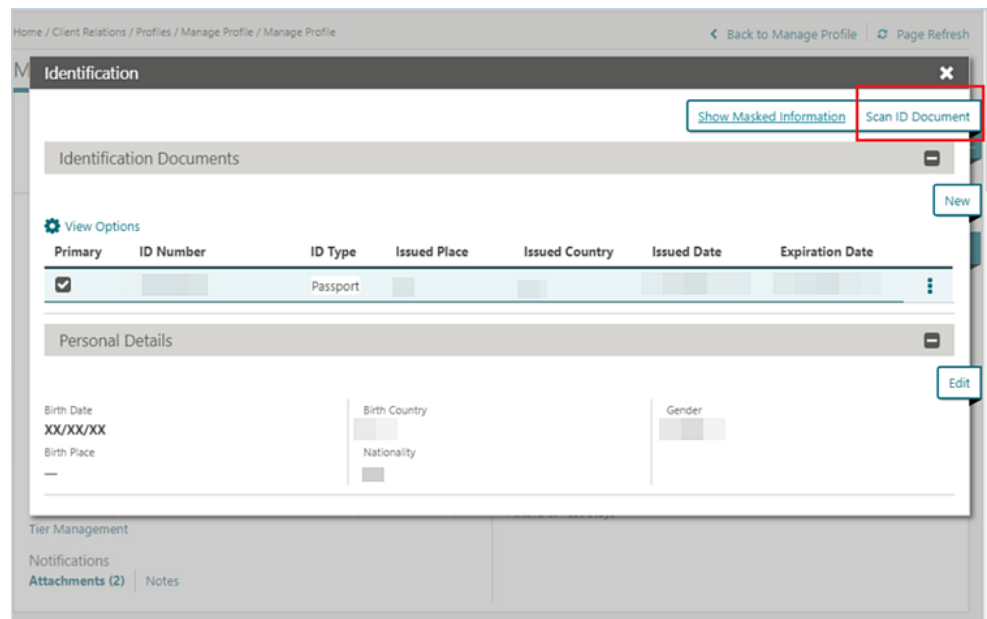 Home / Client Relations / Profiles / Manage Profile / Manage Profile
Back to Manage Profile
Page Refresh
M
Identification
Show Masked Information
Scan ID Document
Identification Documents
New
View Options
Primary ID Number ID Type Issued Place Issued Country Issued Date Expiration Date
Passport
Personal Details
Edit
Birth Date Birth Country Gender
XX/XX/XX
Birth Place Nationality
—
Tier Management
Notifications
Attachments (2) Notes